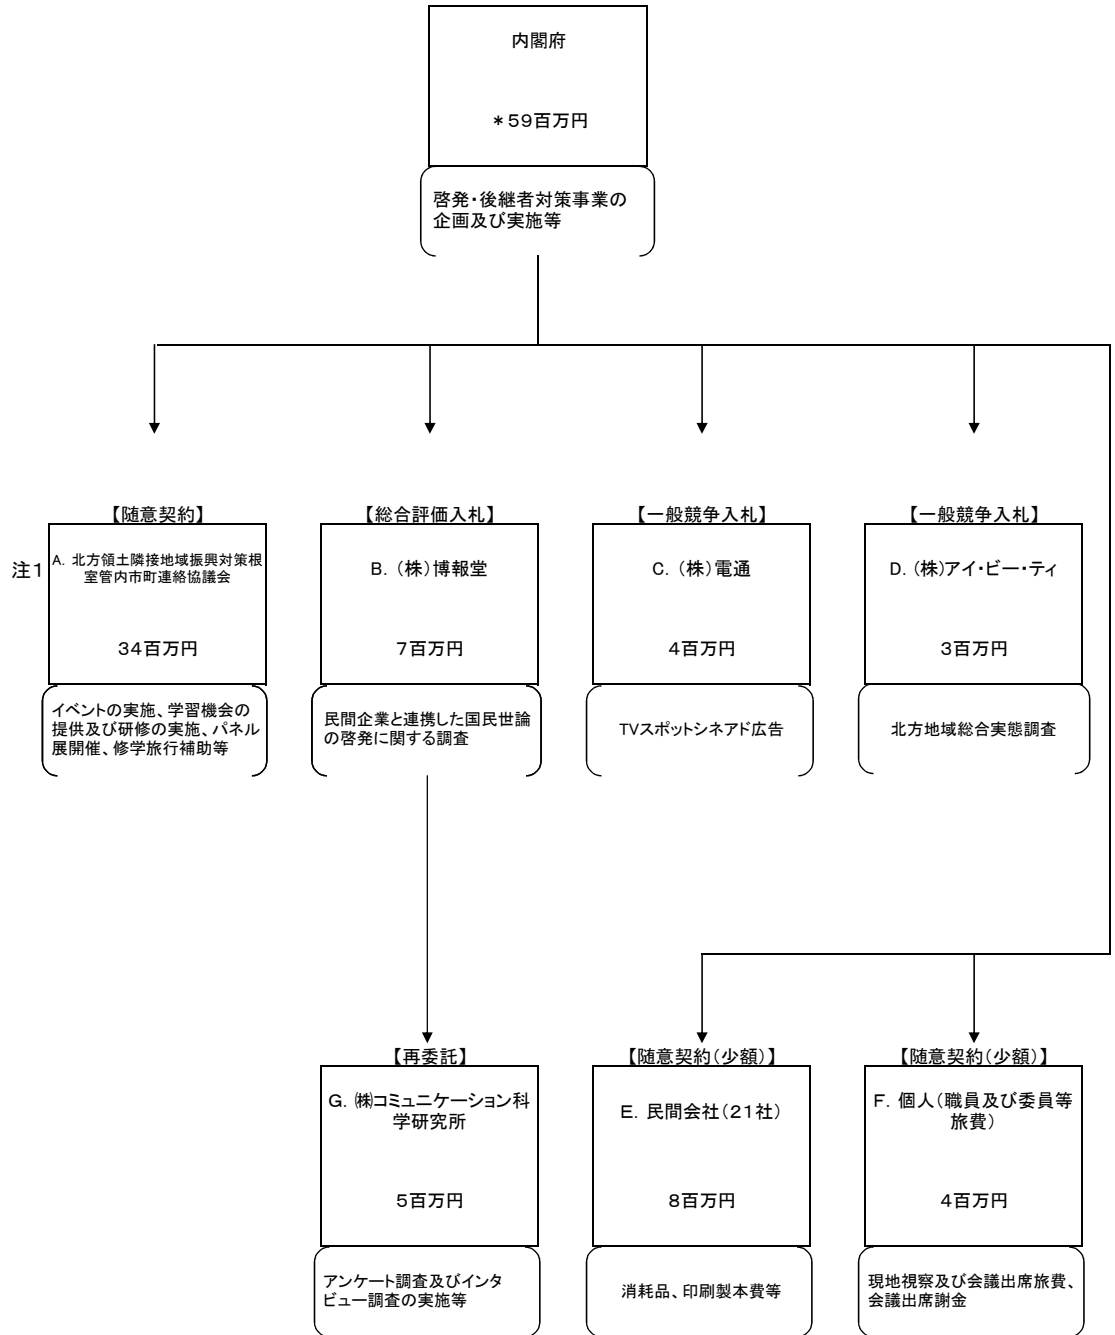 内閣府
＊59百万円
啓発・後継者対策事業の
企画及び実施等
【随意契約】
注1
A. 北方領土隣接地域振興対策根
室管内市町連絡協議会
34百万円
イベントの実施、学習機会の
提供及び研修の実施、パネル
展開催、修学旅行補助等
【総合評価入札】
B. （株）博報堂
7百万円
民間企業と連携した国民世論
の啓発に関する調査
【一般競争入札】
C. （株）電通
4百万円
TVスポットシネアド広告
【一般競争入札】
D. （株）アイ・ビー・ティ
3百万円
北方地域総合実態調査
【再委託】
G. ㈱コミュニケーション科
学研究所
5百万円
アンケート調査及びインタ
ビュー調査の実施等
【随意契約（少額）】
E. 民間会社（21社）
8百万円
消耗品、印刷製本費等
【随意契約（少額）】
F. 個人（職員及び委員等
旅費）
4百万円
現地視察及び会議出席旅費、
会議出席謝金